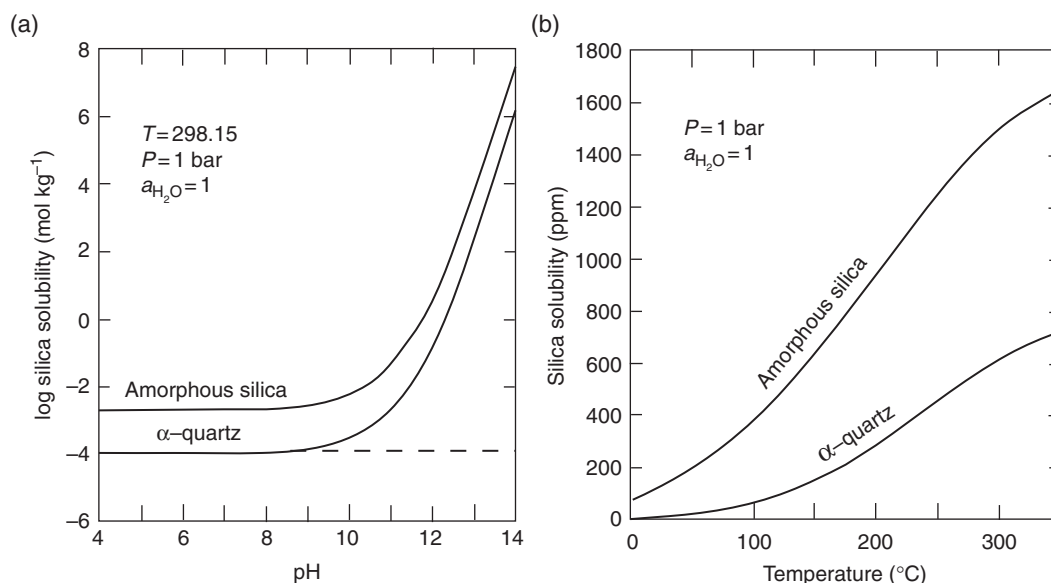 (a)
8
6
4
2
0
−2
−4
−6
log silica solubility (mol kg⁻¹)
T = 298.15
P = 1 bar
aH₂O = 1
Amorphous silica
α–quartz
4 6 8 10 12 14
pH
(b)
1800
1600
1400
1200
1000
800
600
400
200
0
Silica solubility (ppm)
P = 1 bar
aH₂O = 1
Amorphous silica
α–quartz
0 100 200 300
Temperature (°C)